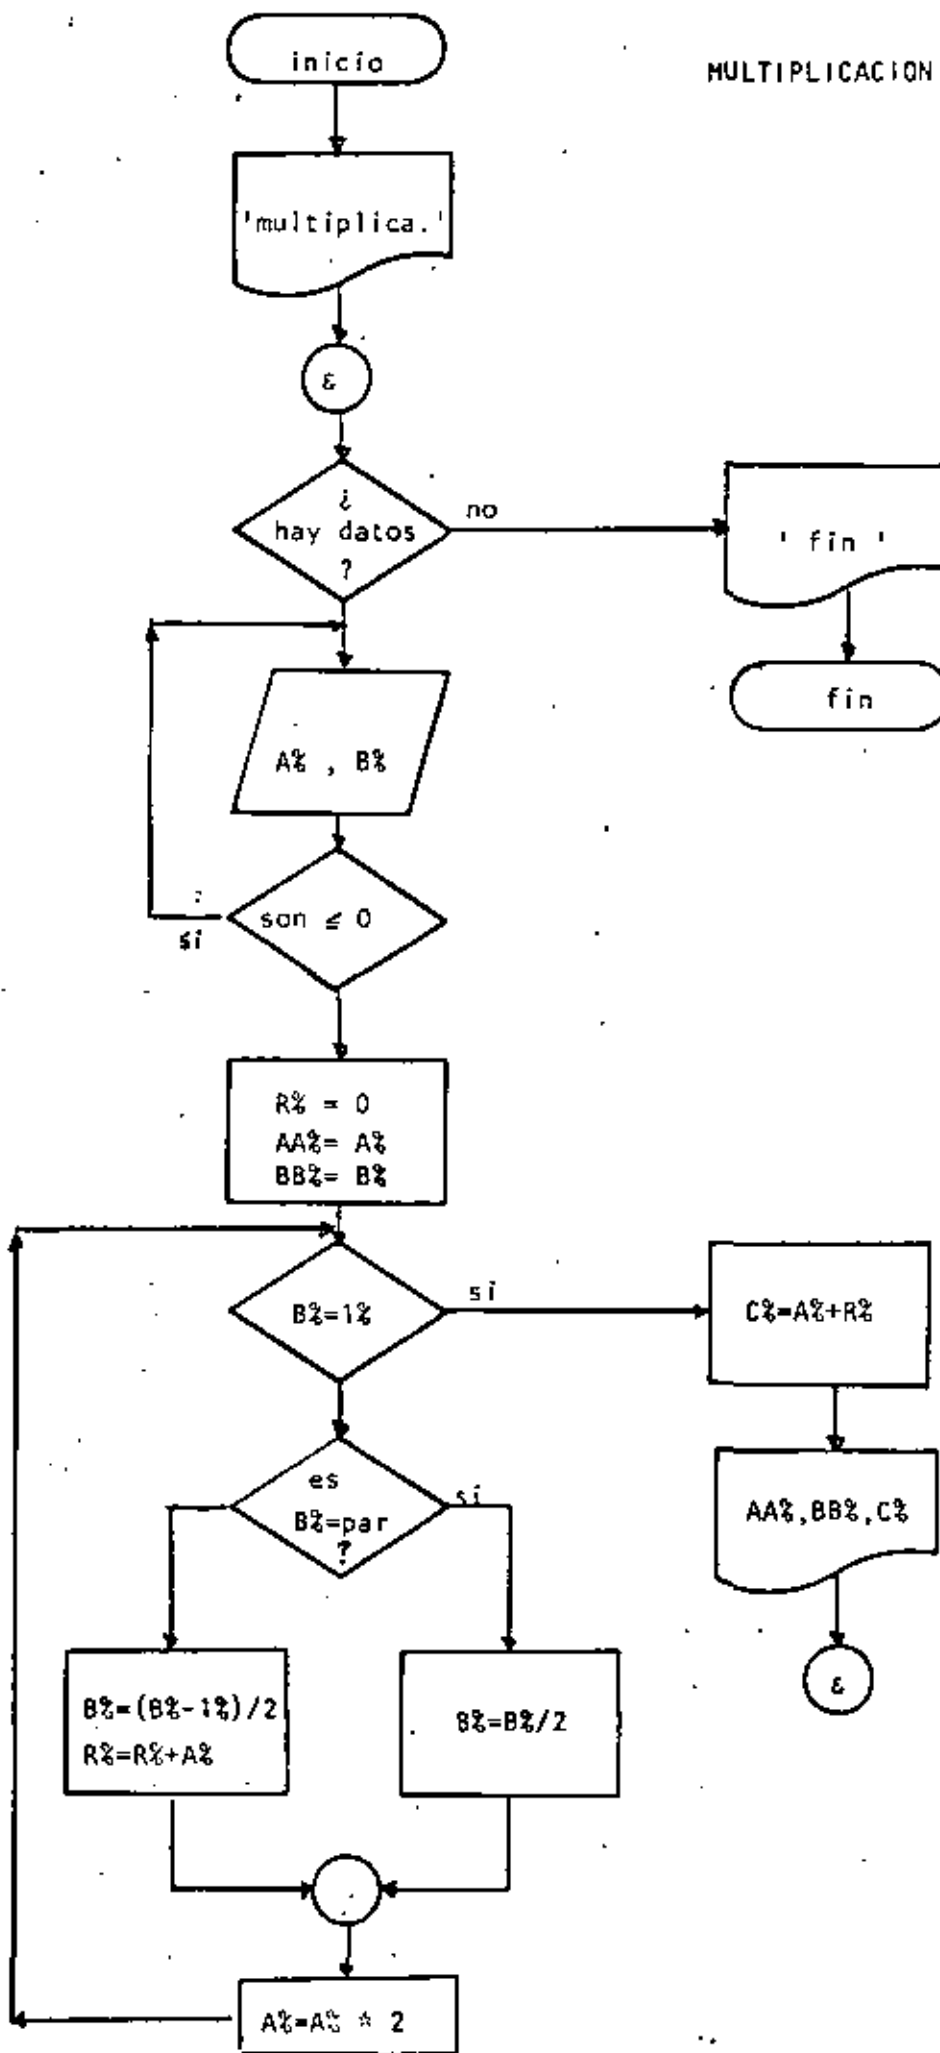 inicio
MULTIPLICACION
'multiplica.'
&
¿
hay datos
?
no
' fin '
fin
A% , B%
son ≤ 0
si
R% = 0
AA%= A%
BB%= B%
B%=1%
si
C%=A%+R%
es
B%=par
?
si
AA%,BB%,C%
B%=(B%-1%)/2
R%=R%+A%
B%=B%/2
&
A%=A% * 2